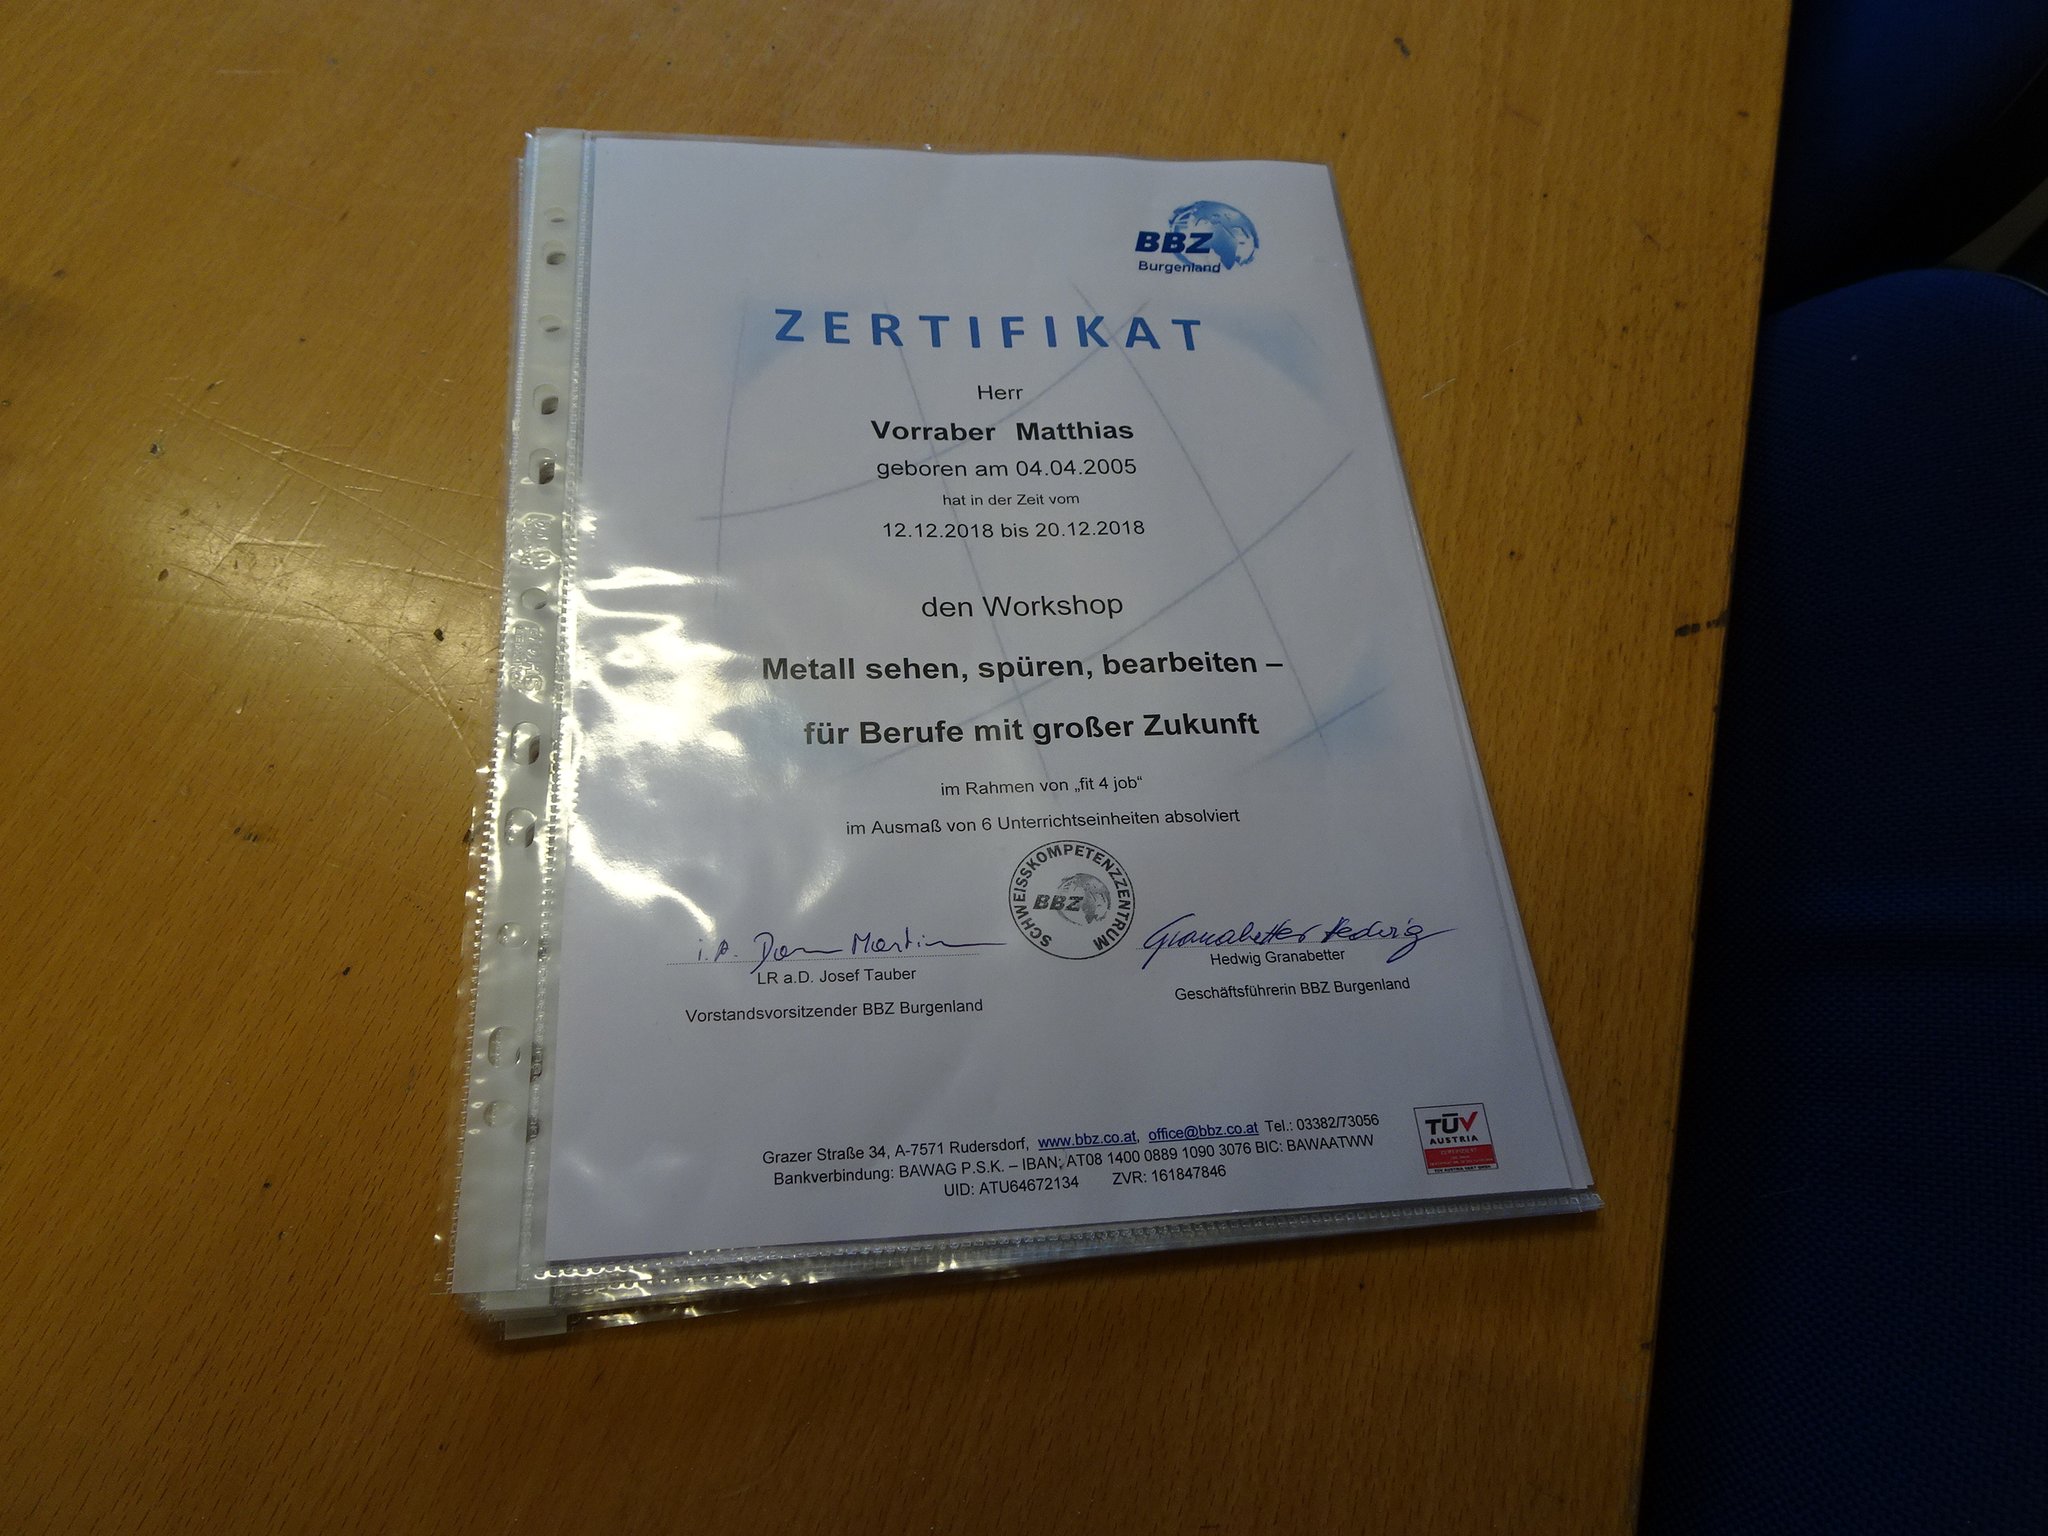 BBZ
Burgenland
ZERTIFIKAT
Herr
Vorraber Matthias
geboren am 04.04.2005
hat in der Zeit vom
12.12.2018 bis 20.12.2018
den Workshop
Metall sehen, spüren, bearbeiten –
für Berufe mit großer Zukunft
im Rahmen von „fit 4 job“
im Ausmaß von 6 Unterrichtseinheiten absolviert
SCHWEISSKOMPETENZZENTRUM
BBZ
i.A. Martin
Granabetter Hedwig
LR a.D. Josef Tauber
Hedwig Granabetter
Vorstandsvorsitzender BBZ Burgenland
Geschäftsführerin BBZ Burgenland
Grazer Straße 34, A-7571 Rudersdorf, www.bbz.co.at, office@bbz.co.at Tel.: 03382/73056
Bankverbindung: BAWAG P.S.K. – IBAN: AT08 1400 0889 1090 3076 BIC: BAWAATWW
UID: ATU64672134 ZVR: 161847846
TÜV
AUSTRIA